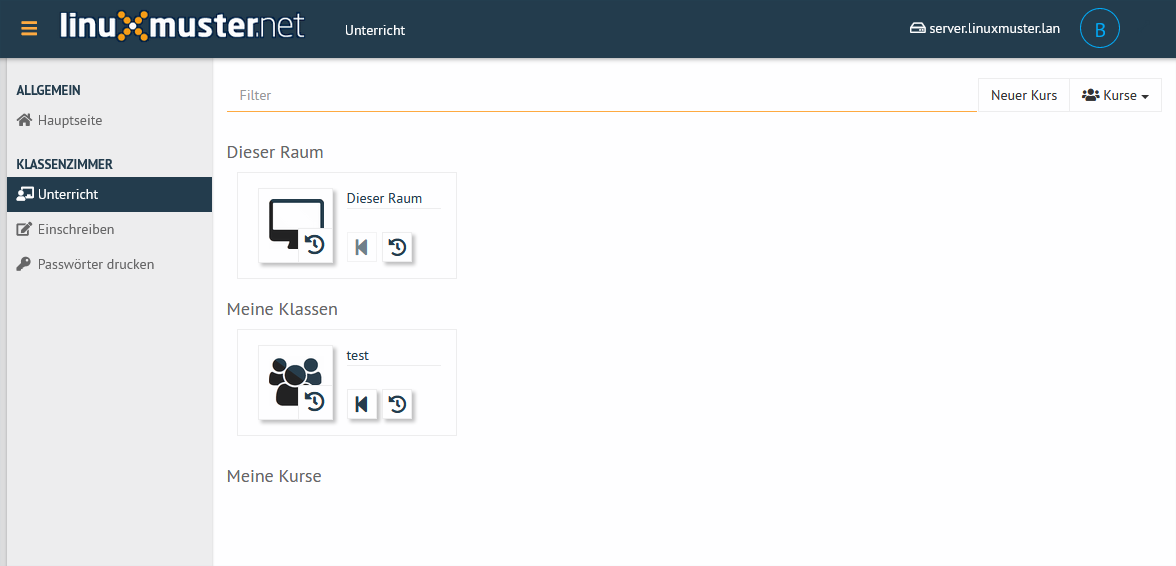 linuxmuster.net
Unterricht
server.linuxmuster.lan
B
ALLGEMEIN
Hauptseite
KLASSENZIMMER
Unterricht
Einschreiben
Passwörter drucken
Filter
Neuer Kurs
Kurse
Dieser Raum
Dieser Raum
Meine Klassen
test
Meine Kurse